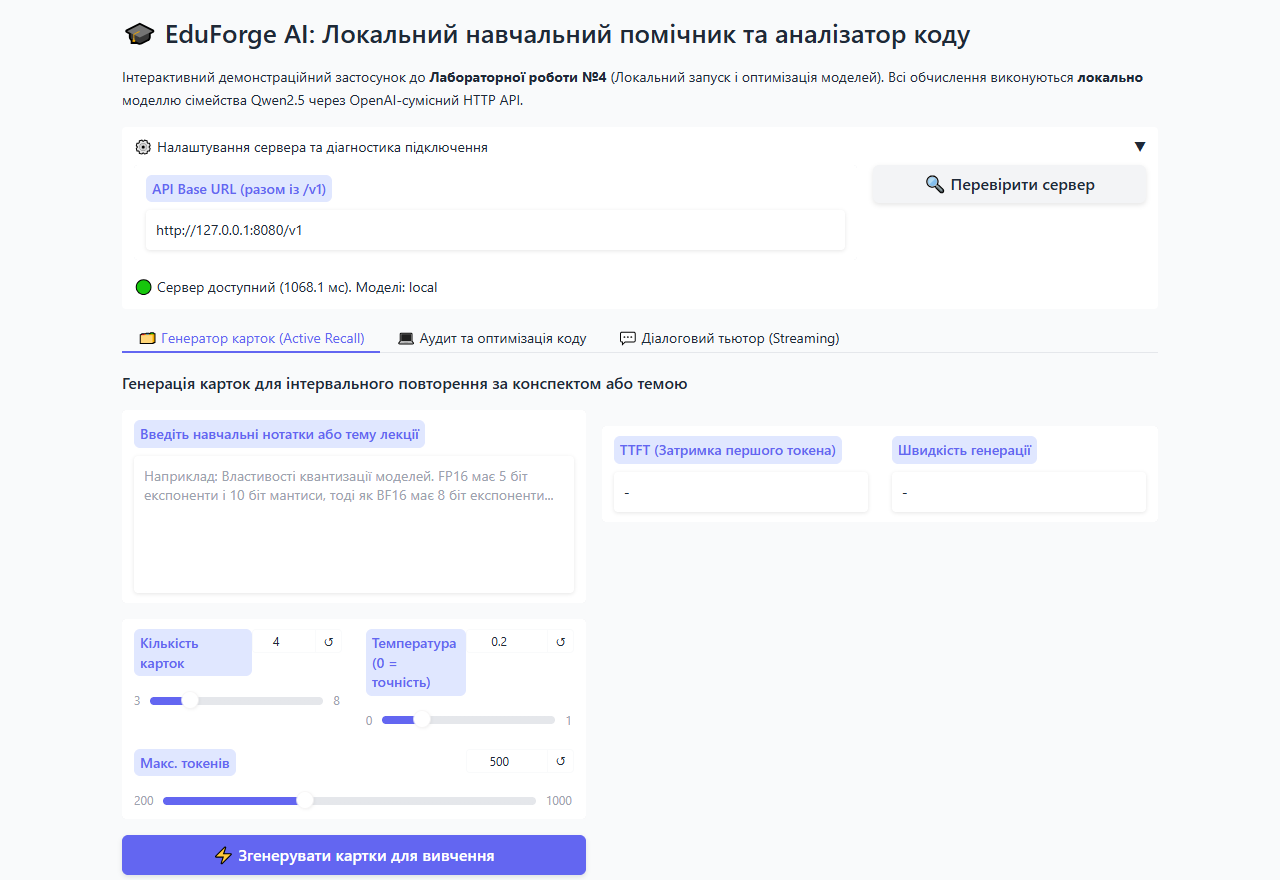 🎓 EduForge AI: Локальний навчальний помічник та аналізатор коду
Інтерактивний демонстраційний застосунок до Лабораторної роботи №4 (Локальний запуск і оптимізація моделей). Всі обчислення виконуються локально
моделлю сімейства Qwen2.5 через OpenAI-сумісний HTTP API.
⚙️ Налаштування сервера та діагностика підключення ▼
API Base URL (разом із /v1)
🔍 Перевірити сервер
http://127.0.0.1:8080/v1
🟢 Сервер доступний (1068.1 мс). Моделі: local
🗂️ Генератор карток (Active Recall) 💻 Аудит та оптимізація коду 💬 Діалоговий тьютор (Streaming)
Генерація карток для інтервального повторення за конспектом або темою
Введіть навчальні нотатки або тему лекції
Наприклад: Властивості квантизації моделей. FP16 має 5 біт
експоненти і 10 біт мантиси, тоді як BF16 має 8 біт експоненти...
TTFT (Затримка першого токена) Швидкість генерації
- -
Кількість
карток
4 ↺
3 8
Температура
(0 =
точність)
0.2 ↺
0 1
Макс. токенів 500 ↺
200 1000
⚡ Згенерувати картки для вивчення